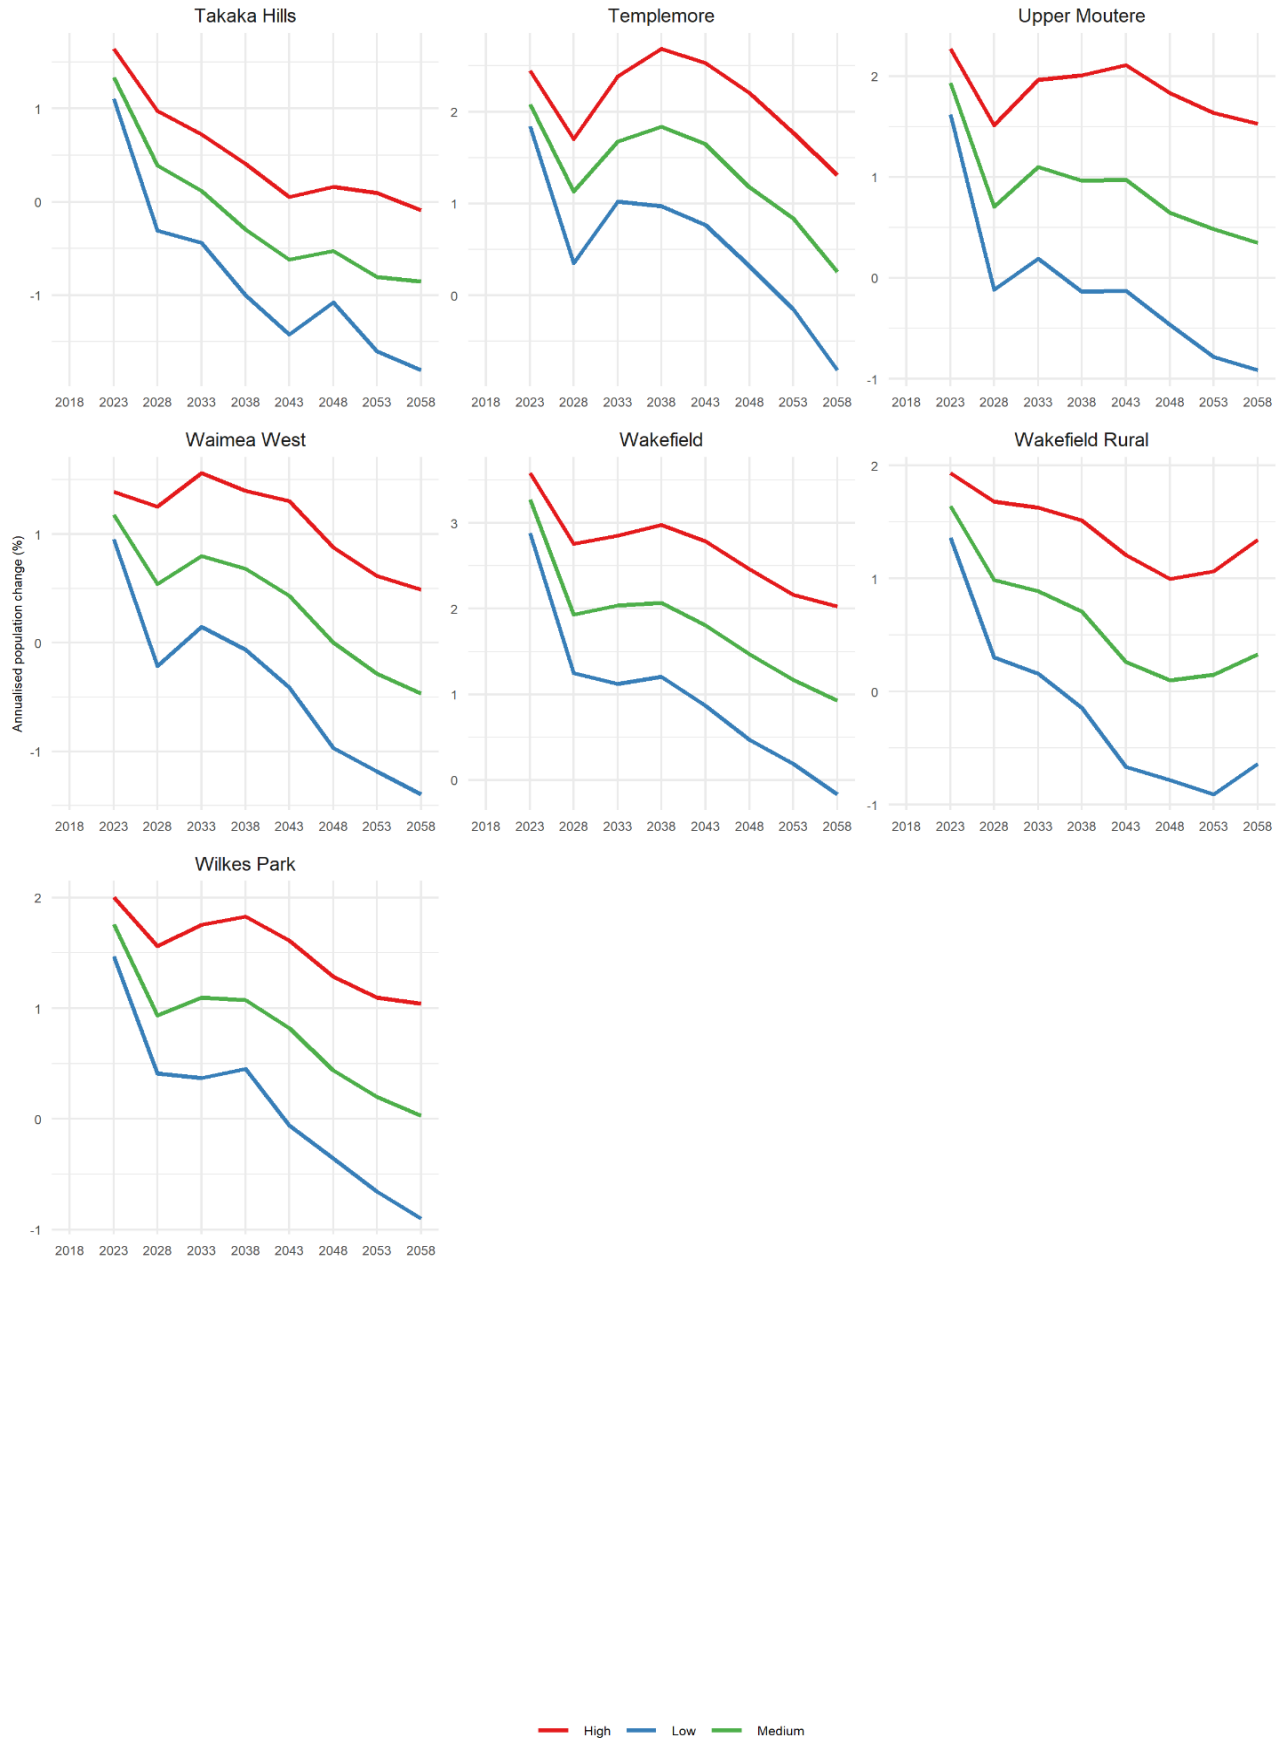 Takaka Hills
Templemore
Upper Moutere
1
0
-1
2
1
0
2
1
0
-1
2018 2023 2028 2033 2038 2043 2048 2053 2058
2018 2023 2028 2033 2038 2043 2048 2053 2058
2018 2023 2028 2033 2038 2043 2048 2053 2058
Waimea West
Wakefield
Wakefield Rural
Annualised population change (%)
1
0
-1
3
2
1
0
2
1
0
-1
2018 2023 2028 2033 2038 2043 2048 2053 2058
2018 2023 2028 2033 2038 2043 2048 2053 2058
2018 2023 2028 2033 2038 2043 2048 2053 2058
Wilkes Park
2
1
0
-1
2018 2023 2028 2033 2038 2043 2048 2053 2058
High Low Medium